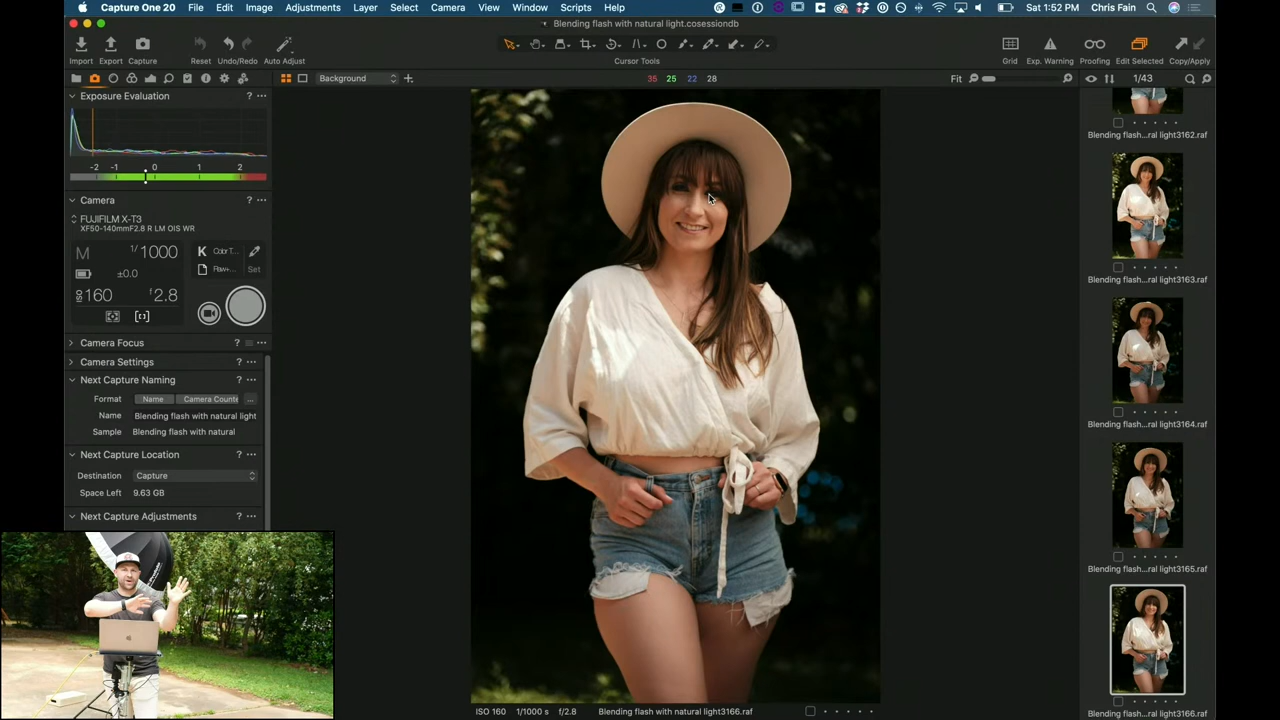 Capture One 20 File Edit Image Adjustments Layer Select Camera View Window Scripts Help Sat 1:52 PM Chris Fain
Blending flash with natural light.cosessiondb
Import Export Capture Reset Undo/Redo Auto Adjust Cursor Tools Grid Exp. Warning Proofing Edit Selected Copy/Apply
Background 35 25 22 28 Fit 1/43
Exposure Evaluation ? ...
-2 -1 0 1 2
Camera ? ...
FUJIFILM X-T3
XF50-140mmF2.8 R LM OIS WR
M 1/ 1000 K Color T...
±0.0 Raw+... Set
ISO 160 f 2.8
Camera Focus ? ...
Camera Settings ? ...
Next Capture Naming ? ...
Format Name Camera Counte ...
Name Blending flash with natural light
Sample Blending flash with natural
Next Capture Location ? ...
Destination Capture
Space Left 9.63 GB
Next Capture Adjustments ? ...
Blending flash...ral light3162.raf
Blending flash...ral light3163.raf
Blending flash...ral light3164.raf
Blending flash...ral light3165.raf
Blending flash...ral light3166.raf
ISO 160 1/1000 s f/2.8 Blending flash with natural light3166.raf